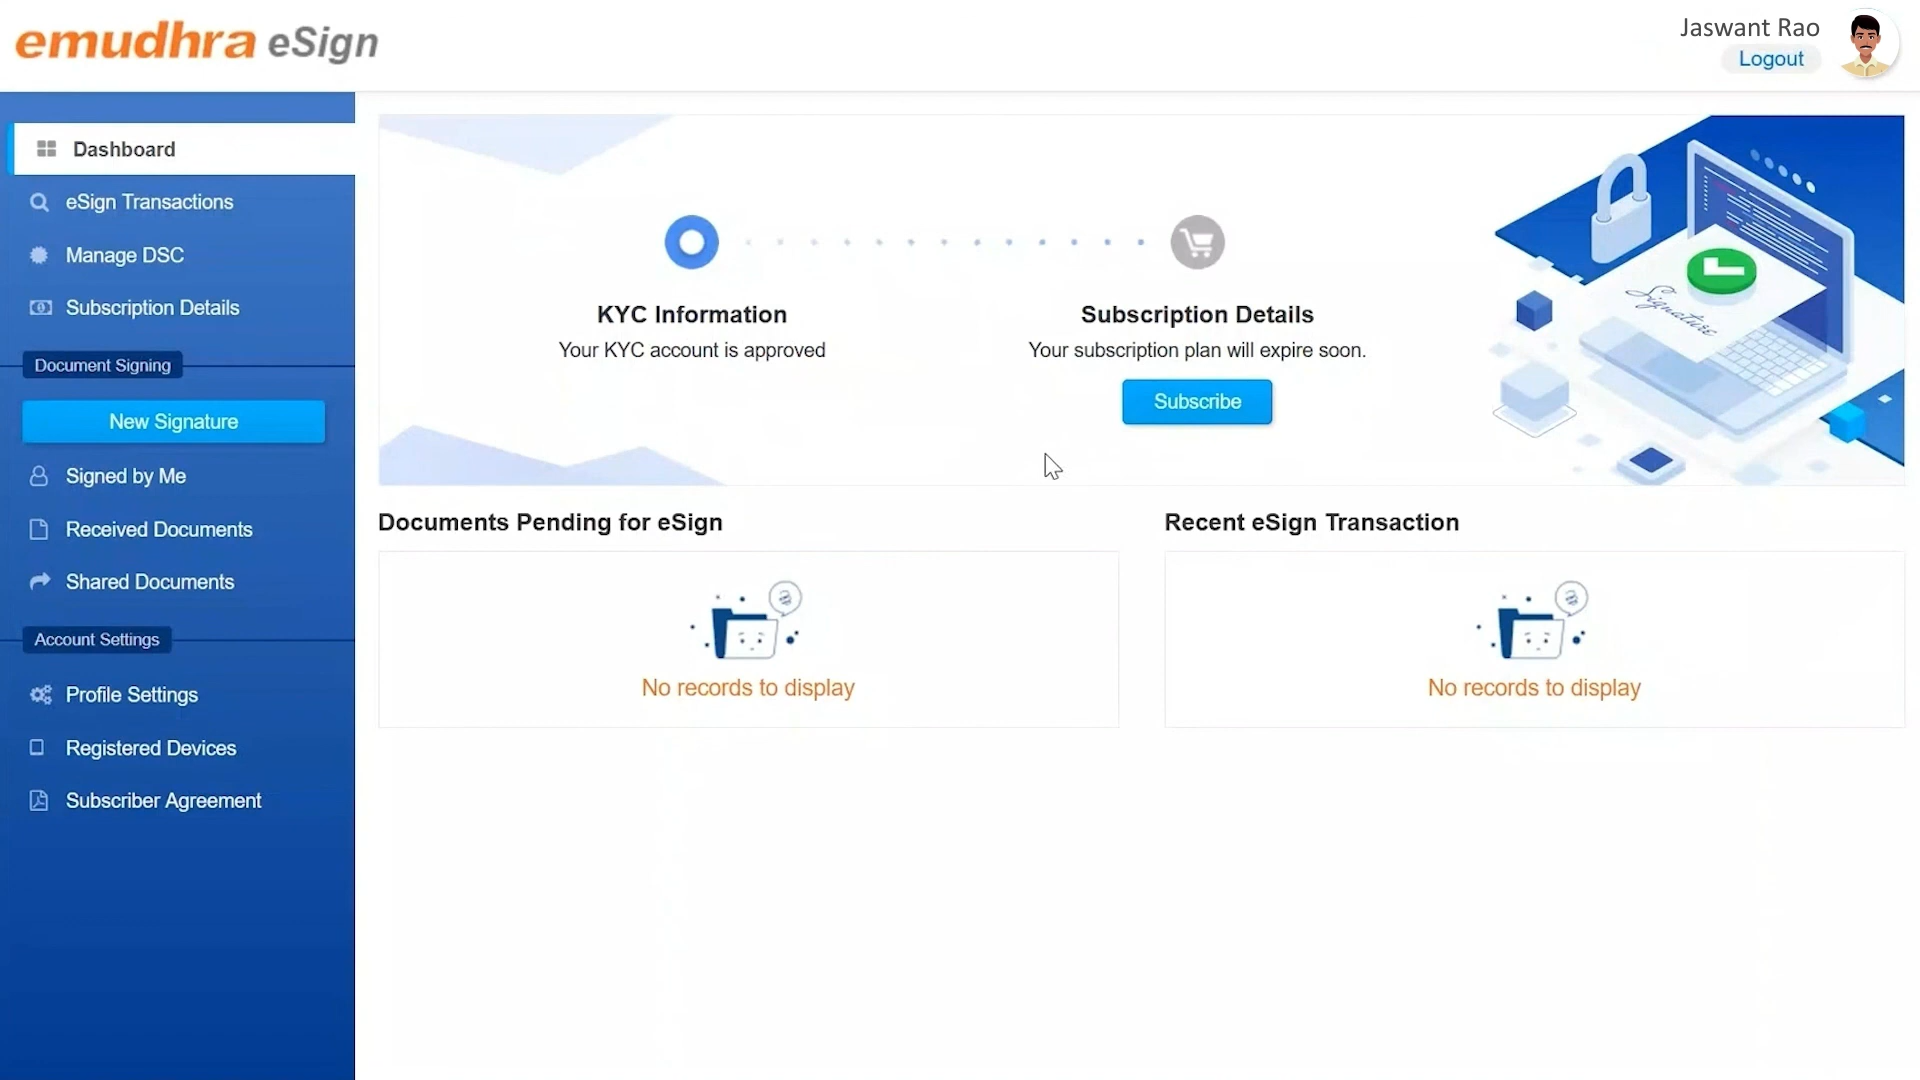 emudhra eSign
Jaswant Rao
Logout
Dashboard
eSign Transactions
Manage DSC
Subscription Details
Document Signing
New Signature
Signed by Me
Received Documents
Shared Documents
Account Settings
Profile Settings
Registered Devices
Subscriber Agreement
KYC Information
Your KYC account is approved
Subscription Details
Your subscription plan will expire soon.
Subscribe
Signature
Documents Pending for eSign
No records to display
Recent eSign Transaction
No records to display